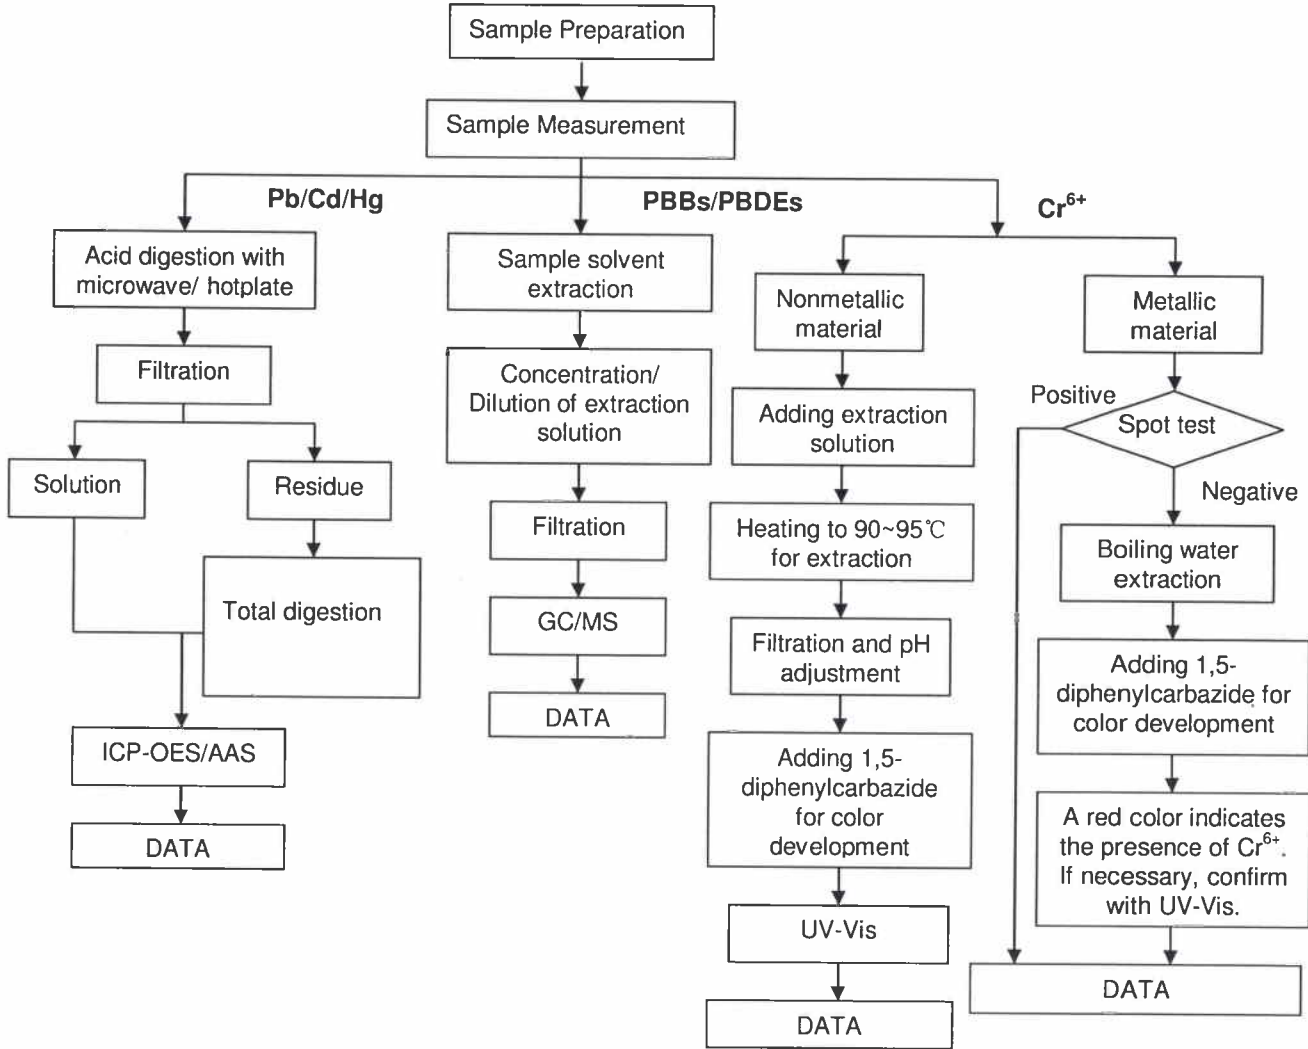 Sample Preparation
Sample Measurement
Pb/Cd/Hg
PBBs/PBDEs
Cr⁶⁺
Acid digestion with
microwave/ hotplate
Filtration
Solution
Residue
Total digestion
ICP-OES/AAS
DATA
Sample solvent
extraction
Concentration/
Dilution of extraction
solution
Filtration
GC/MS
DATA
Nonmetallic
material
Adding extraction
solution
Heating to 90~95℃
for extraction
Filtration and pH
adjustment
Adding 1,5-
diphenylcarbazide
for color
development
UV-Vis
DATA
Metallic
material
Positive
Spot test
Negative
Boiling water
extraction
Adding 1,5-
diphenylcarbazide for
color development
A red color indicates
the presence of Cr⁶⁺.
If necessary, confirm
with UV-Vis.
DATA